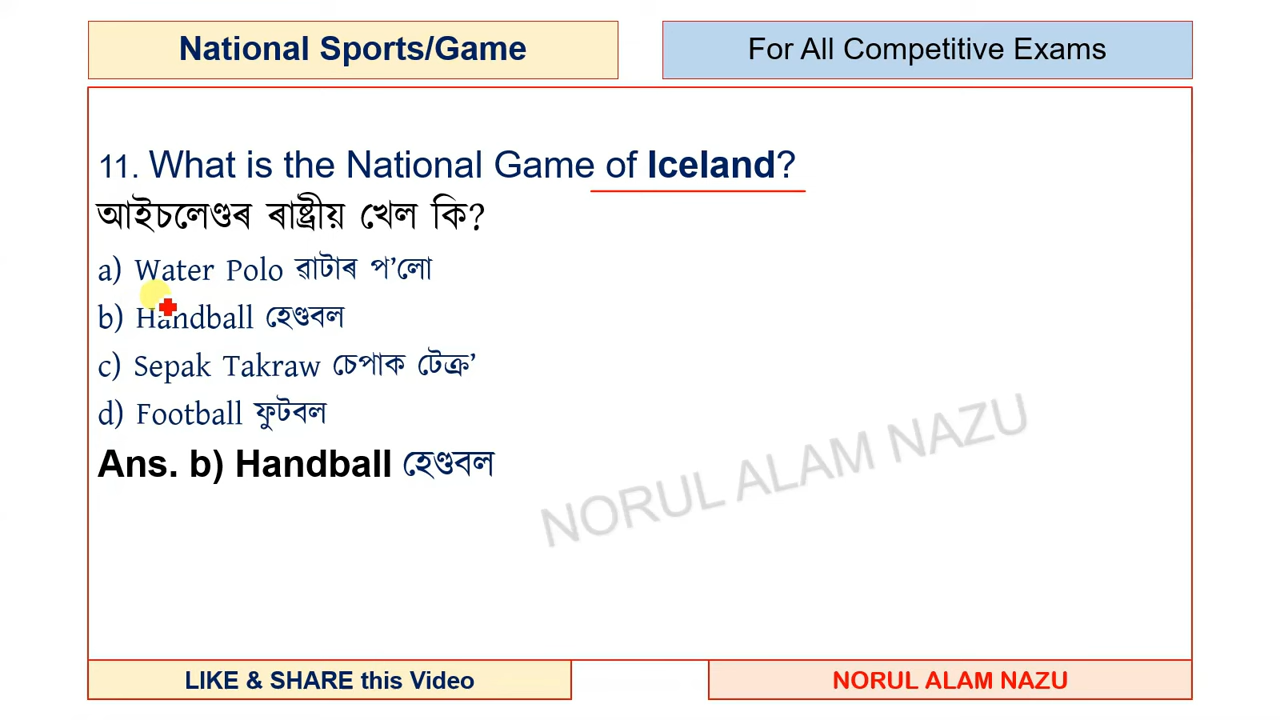 National Sports/Game
For All Competitive Exams
11. What is the National Game of Iceland?
আইচলেণ্ডৰ ৰাষ্ট্ৰীয় খেল কি?
a) Water Polo ৱাটাৰ প’লো
b) Handball হেণ্ডবল
c) Sepak Takraw চেপাক টেক্ৰ’
d) Football ফুটবল
Ans. b) Handball হেণ্ডবল
NORUL ALAM NAZU
LIKE & SHARE this Video
NORUL ALAM NAZU